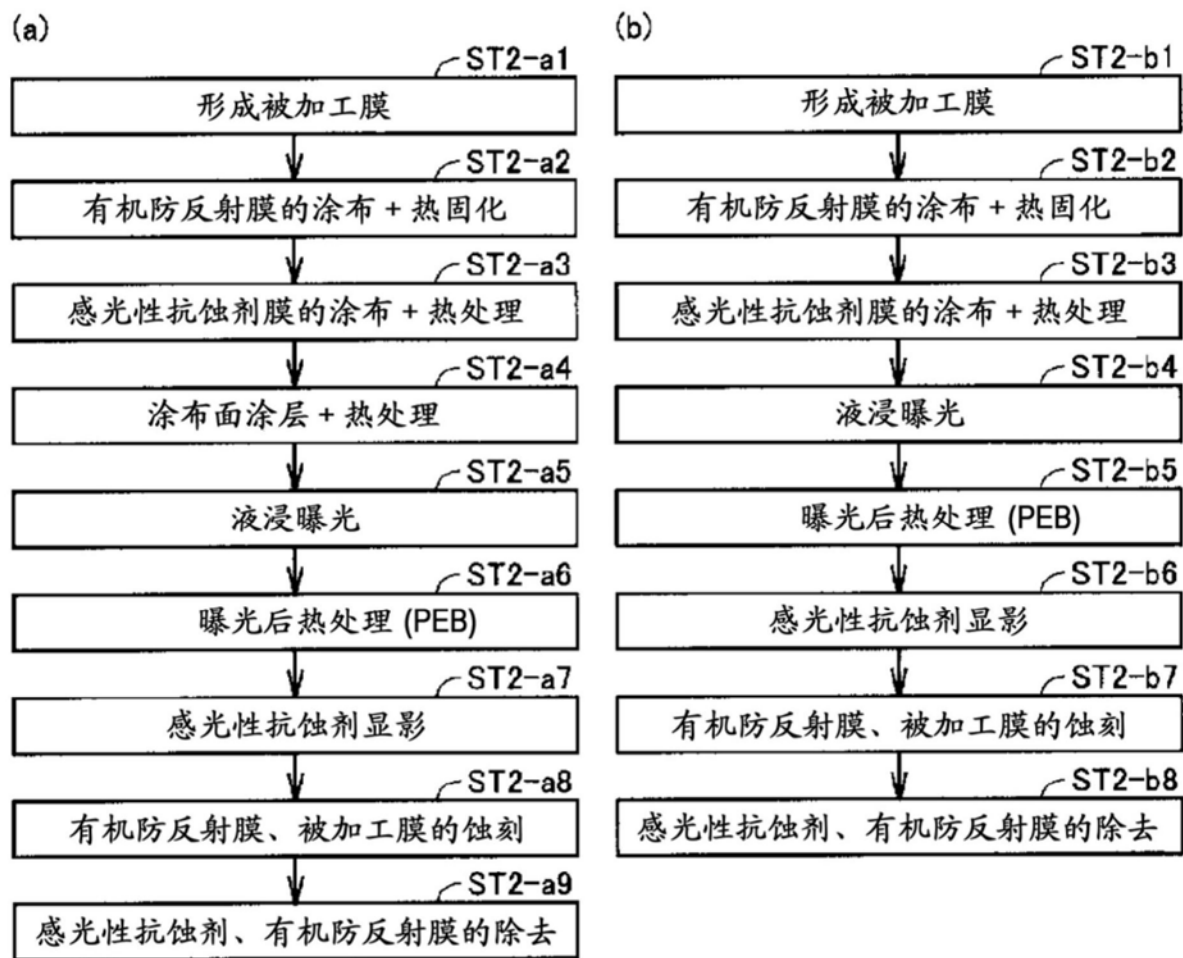 (a)
ST2-a1
形成被加工膜
ST2-a2
有机防反射膜的涂布 + 热固化
ST2-a3
感光性抗蚀剂膜的涂布 + 热处理
ST2-a4
涂布面涂层 + 热处理
ST2-a5
液浸曝光
ST2-a6
曝光后热处理 (PEB)
ST2-a7
感光性抗蚀剂显影
ST2-a8
有机防反射膜、被加工膜的蚀刻
ST2-a9
感光性抗蚀剂、有机防反射膜的除去
(b)
ST2-b1
形成被加工膜
ST2-b2
有机防反射膜的涂布 + 热固化
ST2-b3
感光性抗蚀剂膜的涂布 + 热处理
ST2-b4
液浸曝光
ST2-b5
曝光后热处理 (PEB)
ST2-b6
感光性抗蚀剂显影
ST2-b7
有机防反射膜、被加工膜的蚀刻
ST2-b8
感光性抗蚀剂、有机防反射膜的除去